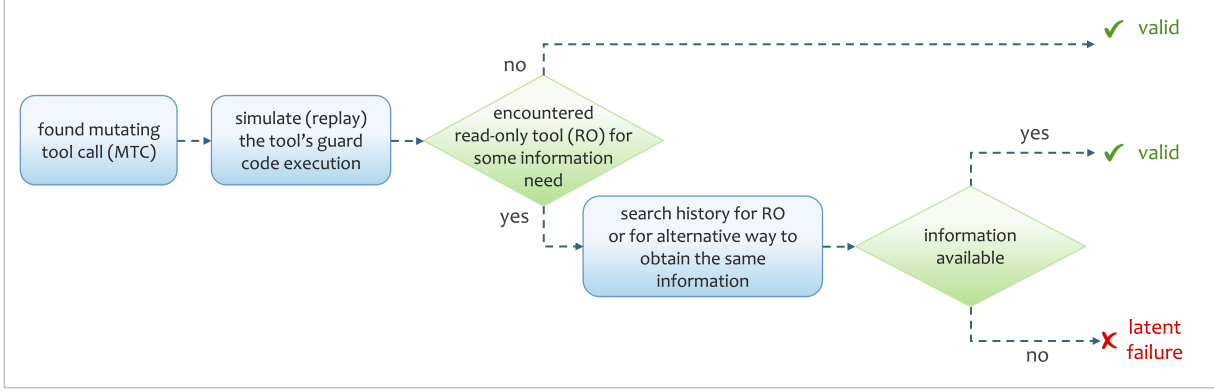 found mutating
tool call (MTC)
simulate (replay)
the tool's guard
code execution
encountered
read-only tool (RO) for
some information
need
no
valid
yes
search history for RO
or for alternative way to
obtain the same
information
information
available
yes
valid
no
latent
failure